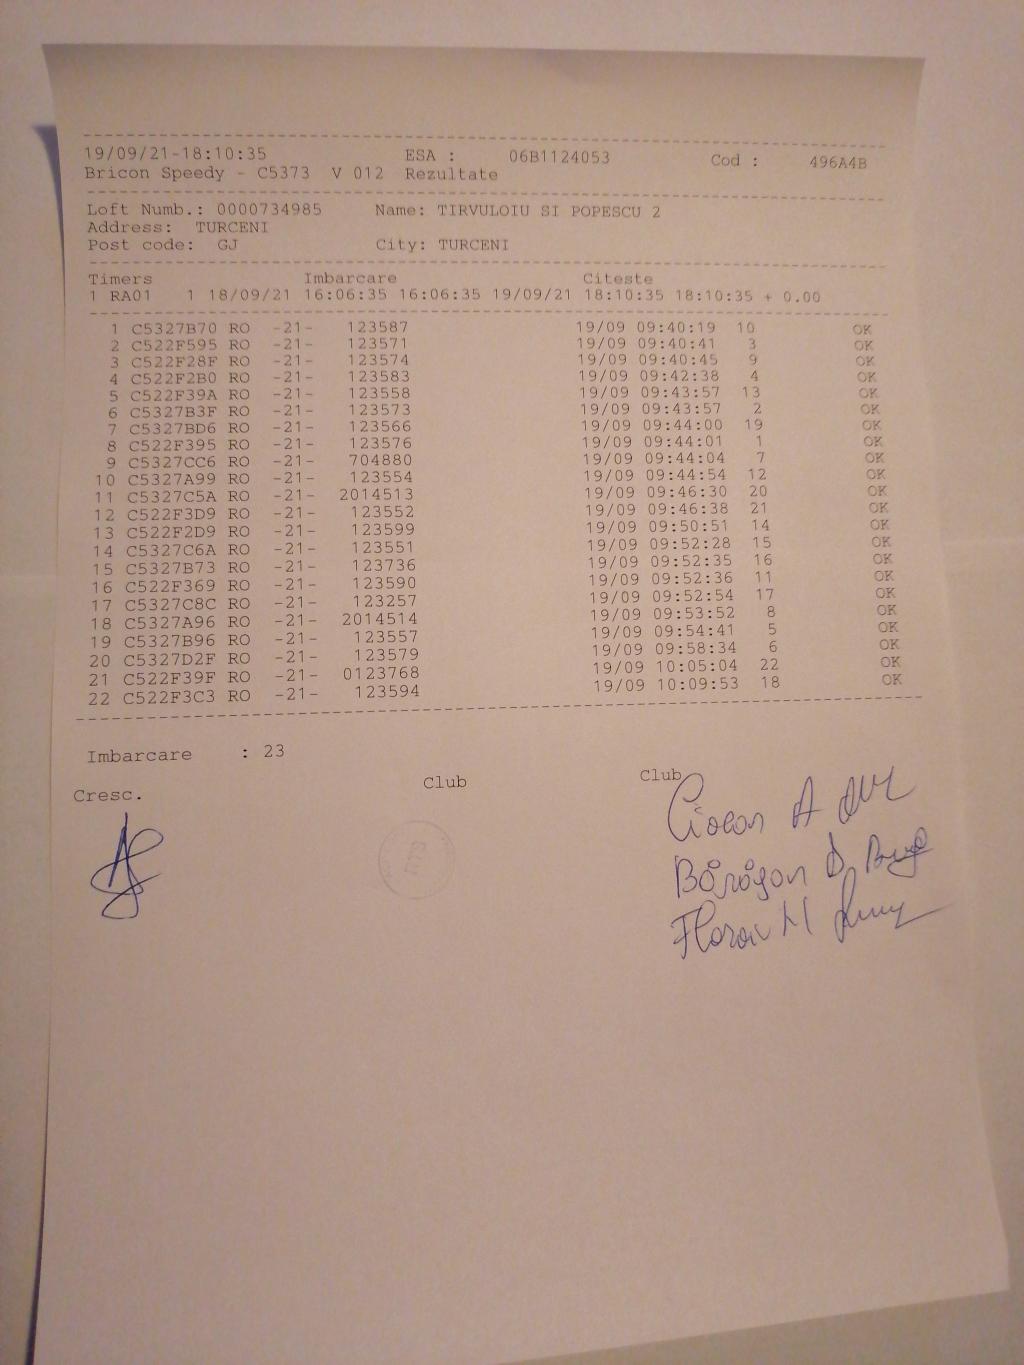 19/09/21-18:10:35 ESA : 06B1124053 Cod : 496A4B
Bricon Speedy - C5373 V 012 Rezultate
Loft Numb.: 0000734985 Name: TIRVULOIU SI POPESCU 2
Address: TURCENI
Post code: GJ City: TURCENI
Timers Imbarcare Citeste
1 RA01 1 18/09/21 16:06:35 16:06:35 19/09/21 18:10:35 18:10:35 + 0.00
1 C5327B70 RO -21- 123587 19/09 09:40:19 10 OK
2 C522F595 RO -21- 123571 19/09 09:40:41 3 OK
3 C522F28F RO -21- 123574 19/09 09:40:45 9 OK
4 C522F2B0 RO -21- 123583 19/09 09:42:38 4 OK
5 C522F39A RO -21- 123558 19/09 09:43:57 13 OK
6 C5327B3F RO -21- 123573 19/09 09:43:57 2 OK
7 C5327BD6 RO -21- 123566 19/09 09:44:00 19 OK
8 C522F395 RO -21- 123576 19/09 09:44:01 1 OK
9 C5327CC6 RO -21- 704880 19/09 09:44:04 7 OK
10 C5327A99 RO -21- 123554 19/09 09:44:54 12 OK
11 C5327C5A RO -21- 2014513 19/09 09:46:30 20 OK
12 C522F3D9 RO -21- 123552 19/09 09:46:38 21 OK
13 C522F2D9 RO -21- 123599 19/09 09:50:51 14 OK
14 C5327C6A RO -21- 123551 19/09 09:52:28 15 OK
15 C5327B73 RO -21- 123736 19/09 09:52:35 16 OK
16 C522F369 RO -21- 123590 19/09 09:52:36 11 OK
17 C5327C8C RO -21- 123257 19/09 09:52:54 17 OK
18 C5327A96 RO -21- 2014514 19/09 09:53:52 8 OK
19 C5327B96 RO -21- 123557 19/09 09:54:41 5 OK
20 C5327D2F RO -21- 123579 19/09 09:58:34 6 OK
21 C522F39F RO -21- 0123768 19/09 10:05:04 22 OK
22 C522F3C3 RO -21- 123594 19/09 10:09:53 18 OK
Imbarcare : 23
Cresc. Club Club